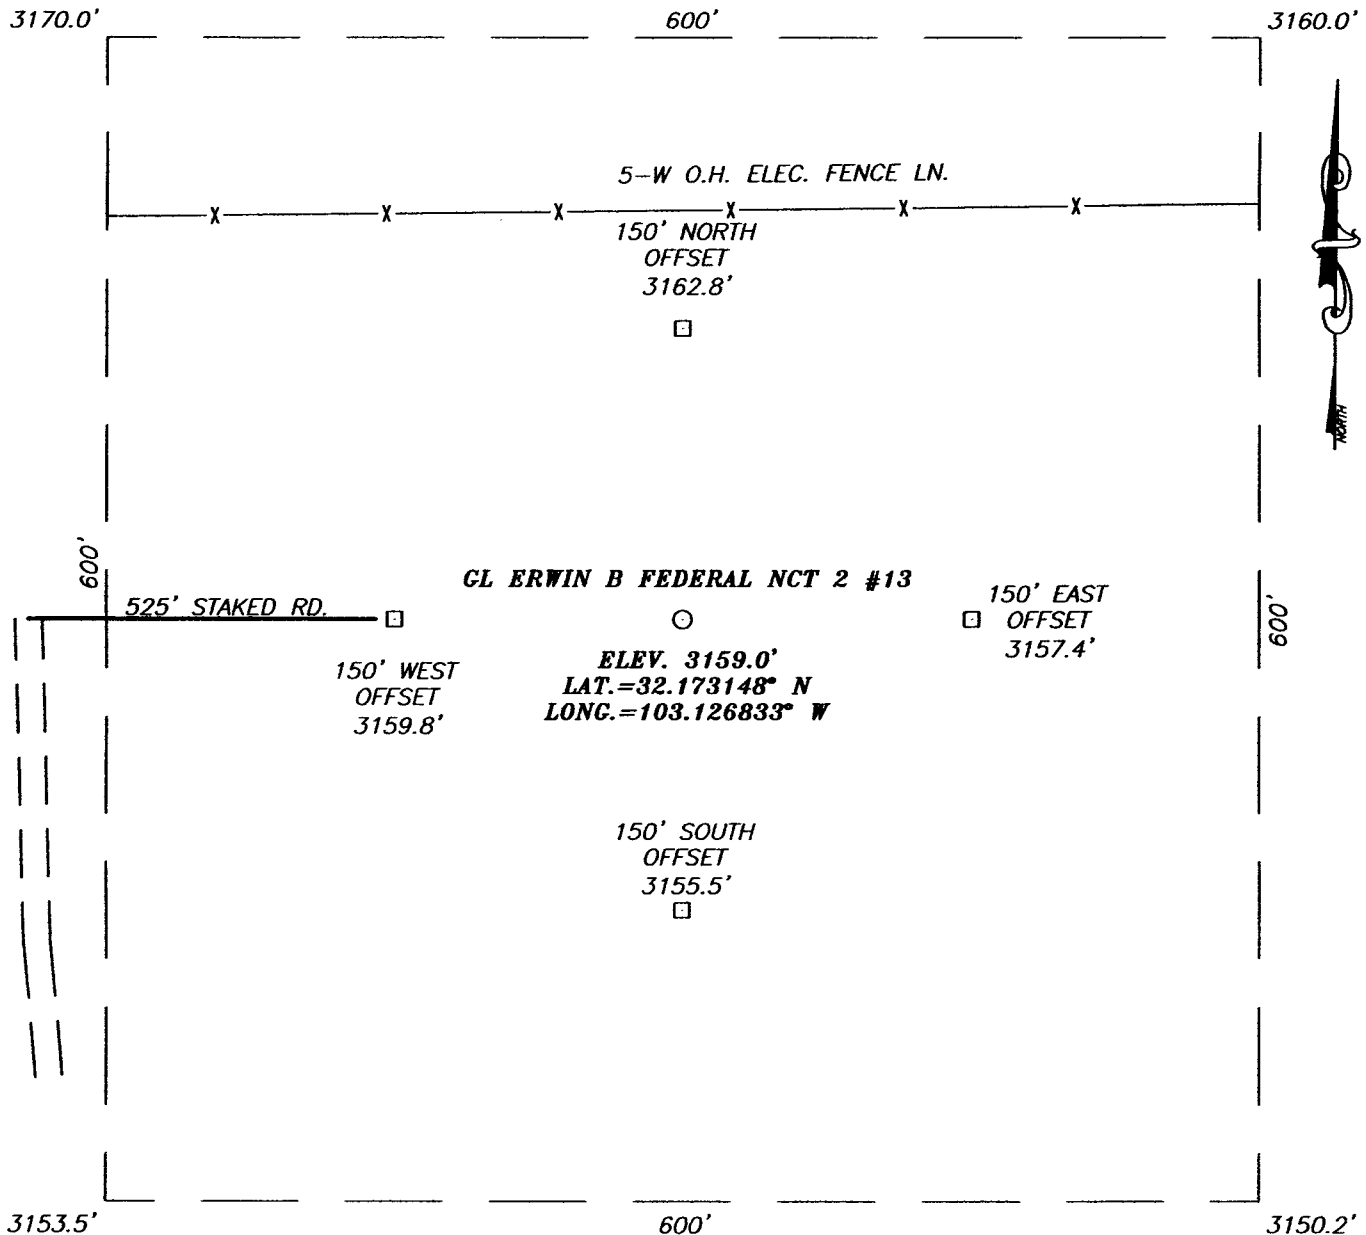 3170.0'
600'
3160.0'
5-W O.H. ELEC. FENCE LN.
150' NORTH
OFFSET
3162.8'
NORTH
600'
GL ERWIN B FEDERAL NCT 2 #13
525' STAKED RD.
150' EAST
OFFSET
3157.4'
600'
150' WEST
OFFSET
3159.8'
ELEV. 3159.0'
LAT.=32.173148° N
LONG.=103.126833° W
150' SOUTH
OFFSET
3155.5'
3153.5'
600'
3150.2'